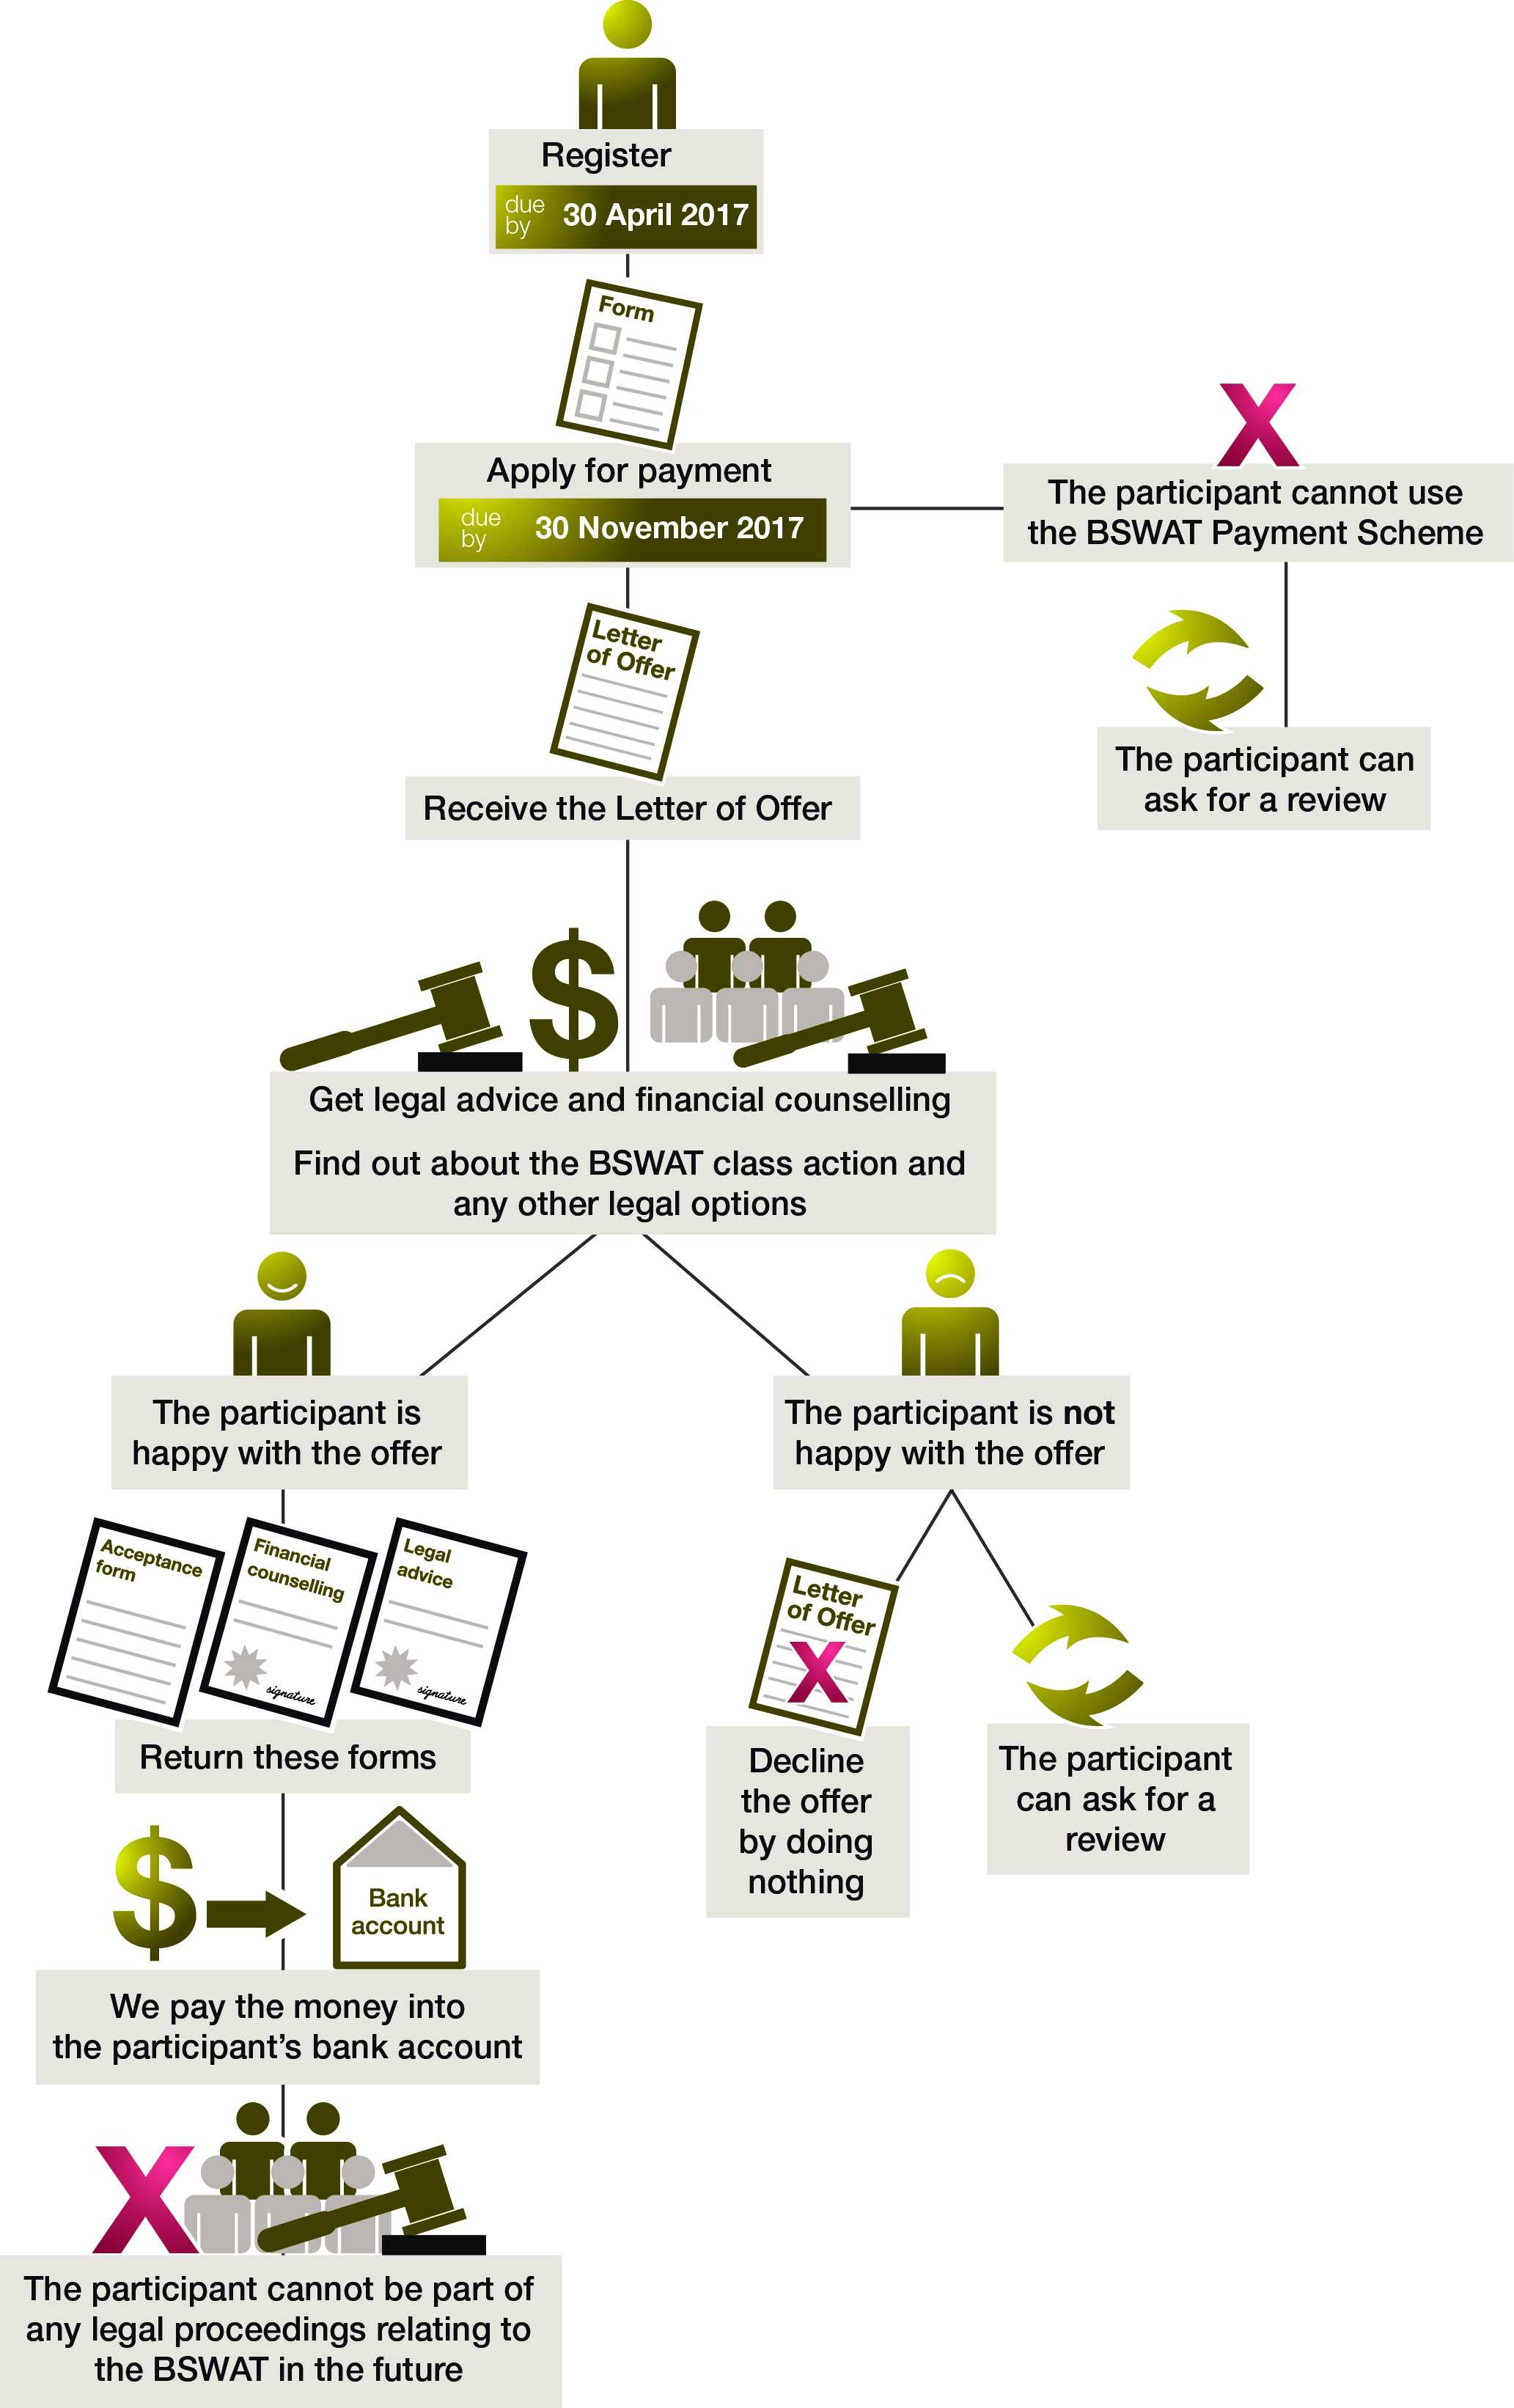 Register
due
by
30 April 2017
Form
Apply for payment
due
by
30 November 2017
The participant cannot use
the BSWAT Payment Scheme
The participant can
ask for a review
Letter
of Offer
Receive the Letter of Offer
Get legal advice and financial counselling
Find out about the BSWAT class action and
any other legal options
The participant is
happy with the offer
The participant is not
happy with the offer
Acceptance
form
Financial
counselling
signature
Legal
advice
signature
Return these forms
Letter
of Offer
Decline
the offer
by doing
nothing
The participant
can ask for a
review
Bank
account
We pay the money into
the participant’s bank account
The participant cannot be part of
any legal proceedings relating to
the BSWAT in the future